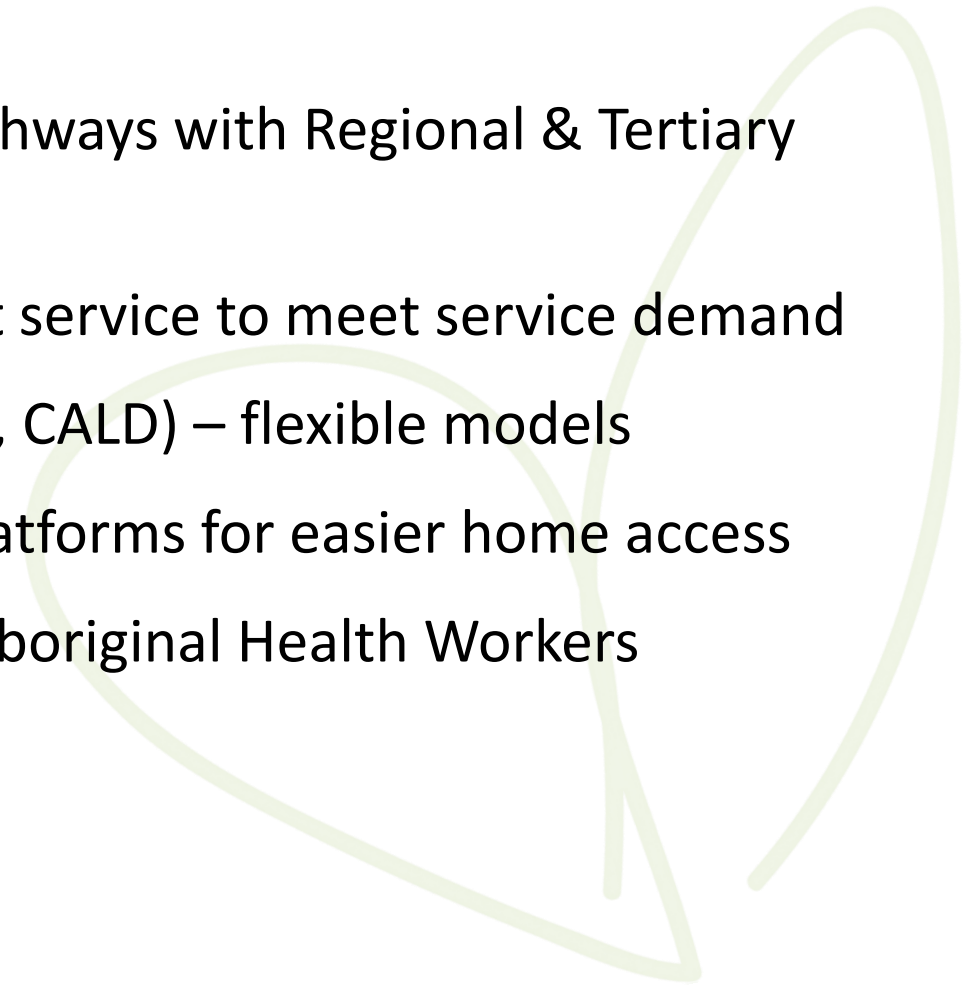 hways with Regional & Tertiary
t service to meet service demand
, CALD) – flexible models
atforms for easier home access
boriginal Health Workers